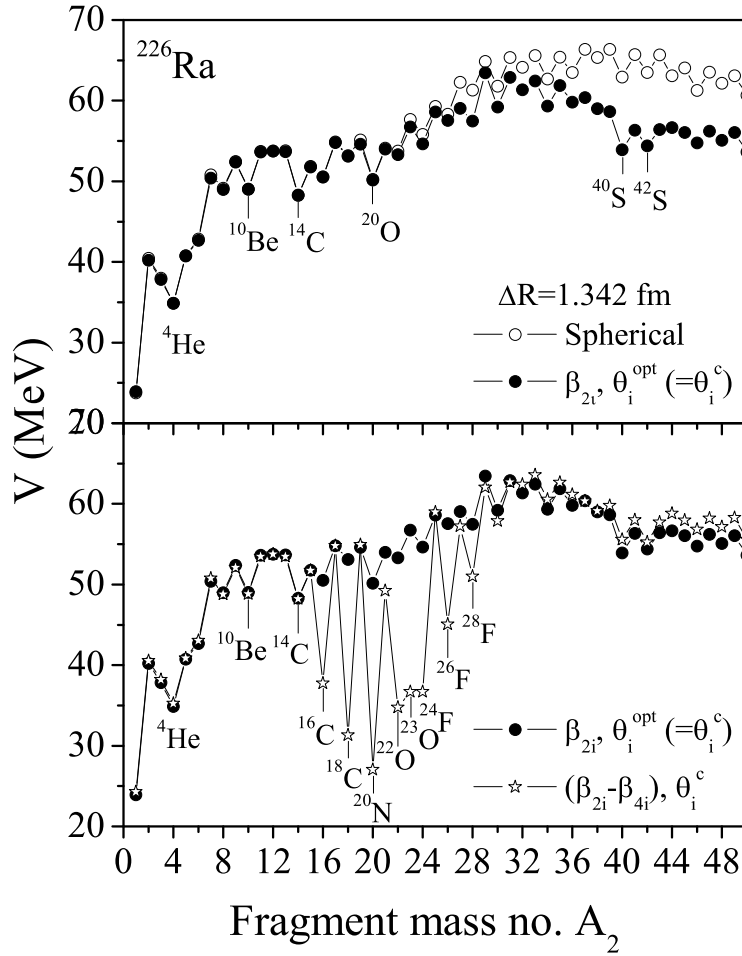 70
²²⁶Ra
60
50
40
30
20
¹⁰Be
¹⁴C
²⁰O
⁴⁰S
⁴²S
⁴He
ΔR=1.342 fm
Spherical
β₂ᵢ, θᵢᵒᵖᵗ (=θᵢᶜ)
V (MeV)
60
50
40
30
20
¹⁰Be
¹⁴C
⁴He
¹⁶C
¹⁸C
²⁰N
²²O
²³O
²⁴F
²⁶F
²⁸F
β₂ᵢ, θᵢᵒᵖᵗ (=θᵢᶜ)
(β₂ᵢ-β₄ᵢ), θᵢᶜ
0 4 8 12 16 20 24 28 32 36 40 44 48
Fragment mass no. A₂